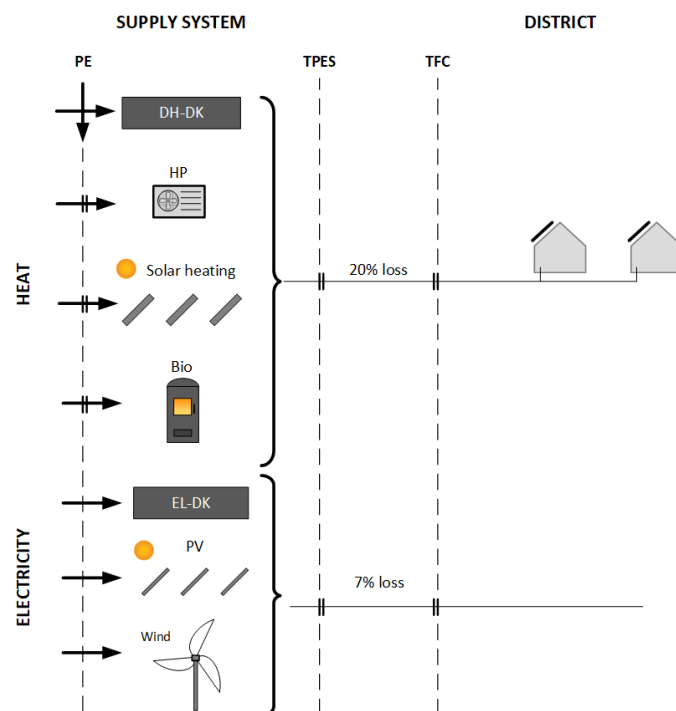 SUPPLY SYSTEM
DISTRICT
PE
TPES
TFC
DH-DK
HP
Solar heating
20% loss
HEAT
Bio
EL-DK
PV
7% loss
ELECTRICITY
Wind